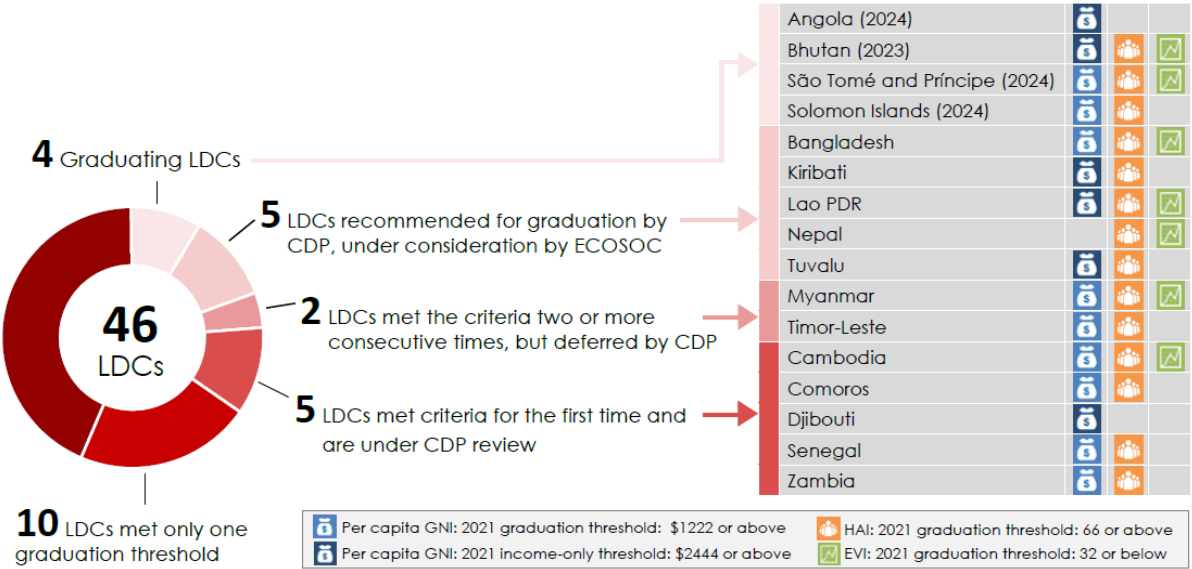 4 Graduating LDCs
5 LDCs recommended for graduation by
CDP, under consideration by ECOSOC
2 LDCs met the criteria two or more
consecutive times, but deferred by CDP
5 LDCs met criteria for the first time and
are under CDP review
10 LDCs met only one
graduation threshold
46
LDCs
Angola (2024)
Bhutan (2023)
São Tomé and Príncipe (2024)
Solomon Islands (2024)
Bangladesh
Kiribati
Lao PDR
Nepal
Tuvalu
Myanmar
Timor-Leste
Cambodia
Comoros
Djibouti
Senegal
Zambia
Per capita GNI: 2021 graduation threshold: $1222 or above
Per capita GNI: 2021 income-only threshold: $2444 or above
HAI: 2021 graduation threshold: 66 or above
EVI: 2021 graduation threshold: 32 or below